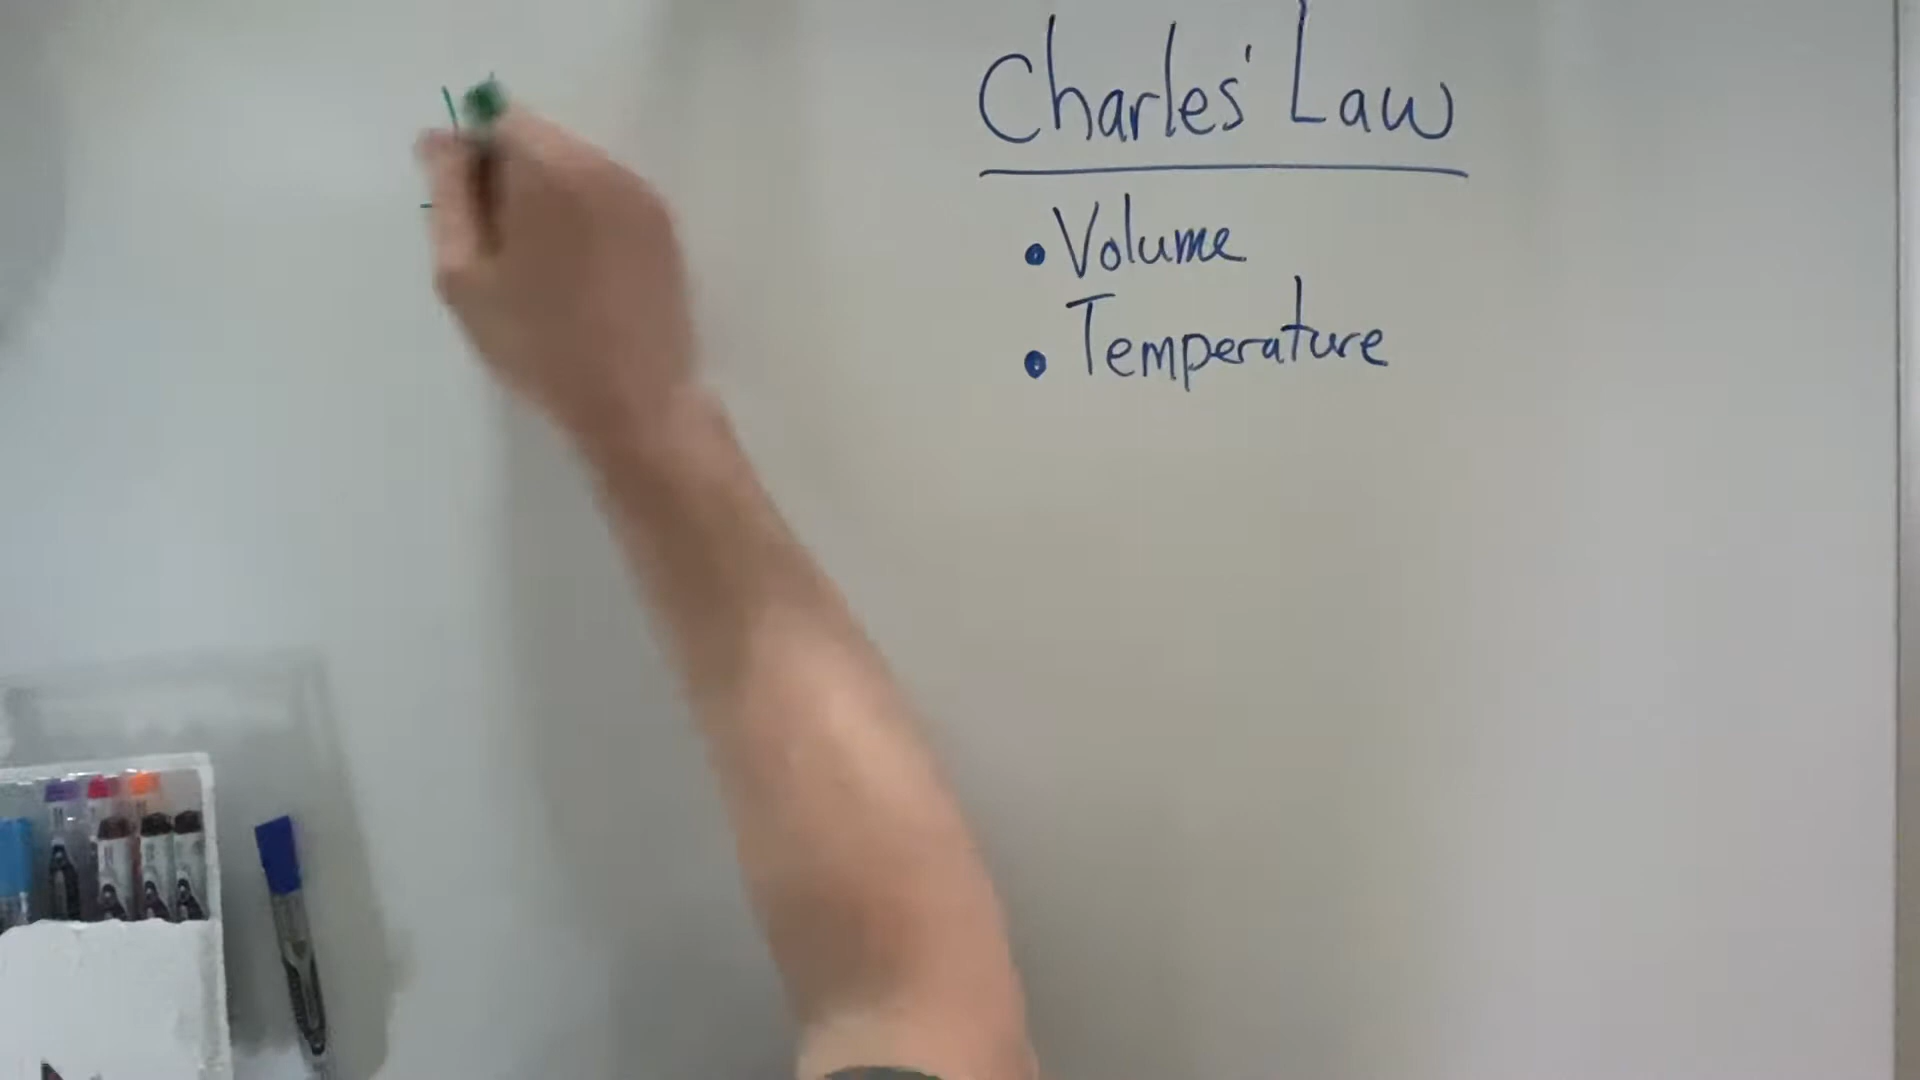 Charles' Law
• Volume
• Temperature